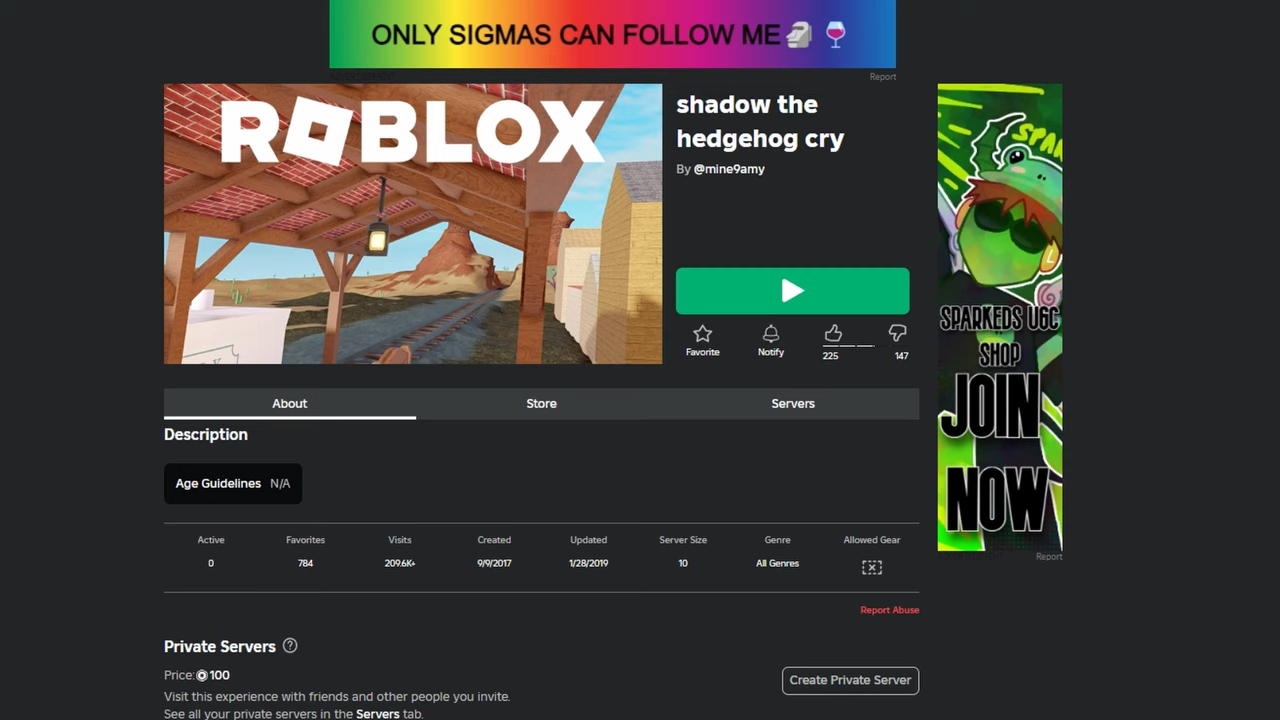 ONLY SIGMAS CAN FOLLOW ME🗿🍷
ADVERTISEMENT
Report
ROBLOX
shadow the
hedgehog cry
By @mine9amy
Favorite
Notify
225
147
SPARKEDS UGC
SHOP
JOIN
NOW
Report
About
Store
Servers
Description
Age Guidelines N/A
Active
Favorites
Visits
Created
Updated
Server Size
Genre
Allowed Gear
0
784
209.6K+
9/9/2017
1/28/2019
10
All Genres
Report Abuse
Private Servers
Price: 100
Visit this experience with friends and other people you invite.
See all your private servers in the Servers tab.
Create Private Server